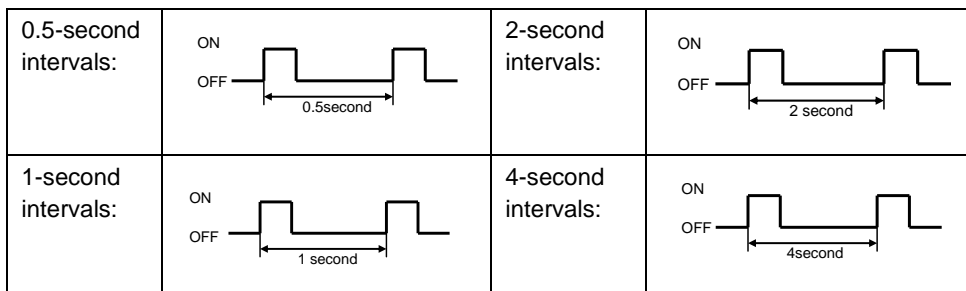 0.5-second
intervals:
ON
OFF
0.5second
2-second
intervals:
ON
OFF
2 second
1-second
intervals:
ON
OFF
1 second
4-second
intervals:
ON
OFF
4second